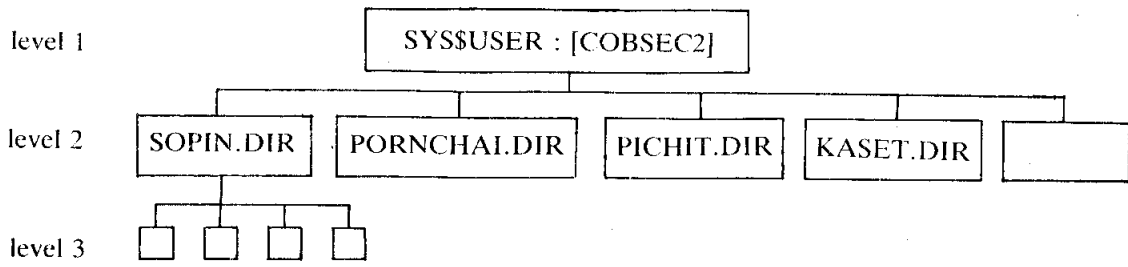 level 1 SYS$USER : [COBSEC2]
level 2 SOPIN.DIR PORNCHAI.DIR PICHIT.DIR KASET.DIR
level 3